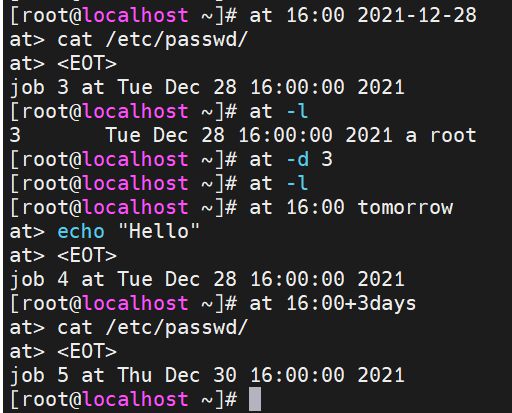 [root@localhost ~]# at 16:00 2021-12-28
at> cat /etc/passwd/
at> <EOT>
job 3 at Tue Dec 28 16:00:00 2021
[root@localhost ~]# at -l
3       Tue Dec 28 16:00:00 2021 a root
[root@localhost ~]# at -d 3
[root@localhost ~]# at -l
[root@localhost ~]# at 16:00 tomorrow
at> echo "Hello"
at> <EOT>
job 4 at Tue Dec 28 16:00:00 2021
[root@localhost ~]# at 16:00+3days
at> cat /etc/passwd/
at> <EOT>
job 5 at Thu Dec 30 16:00:00 2021
[root@localhost ~]#